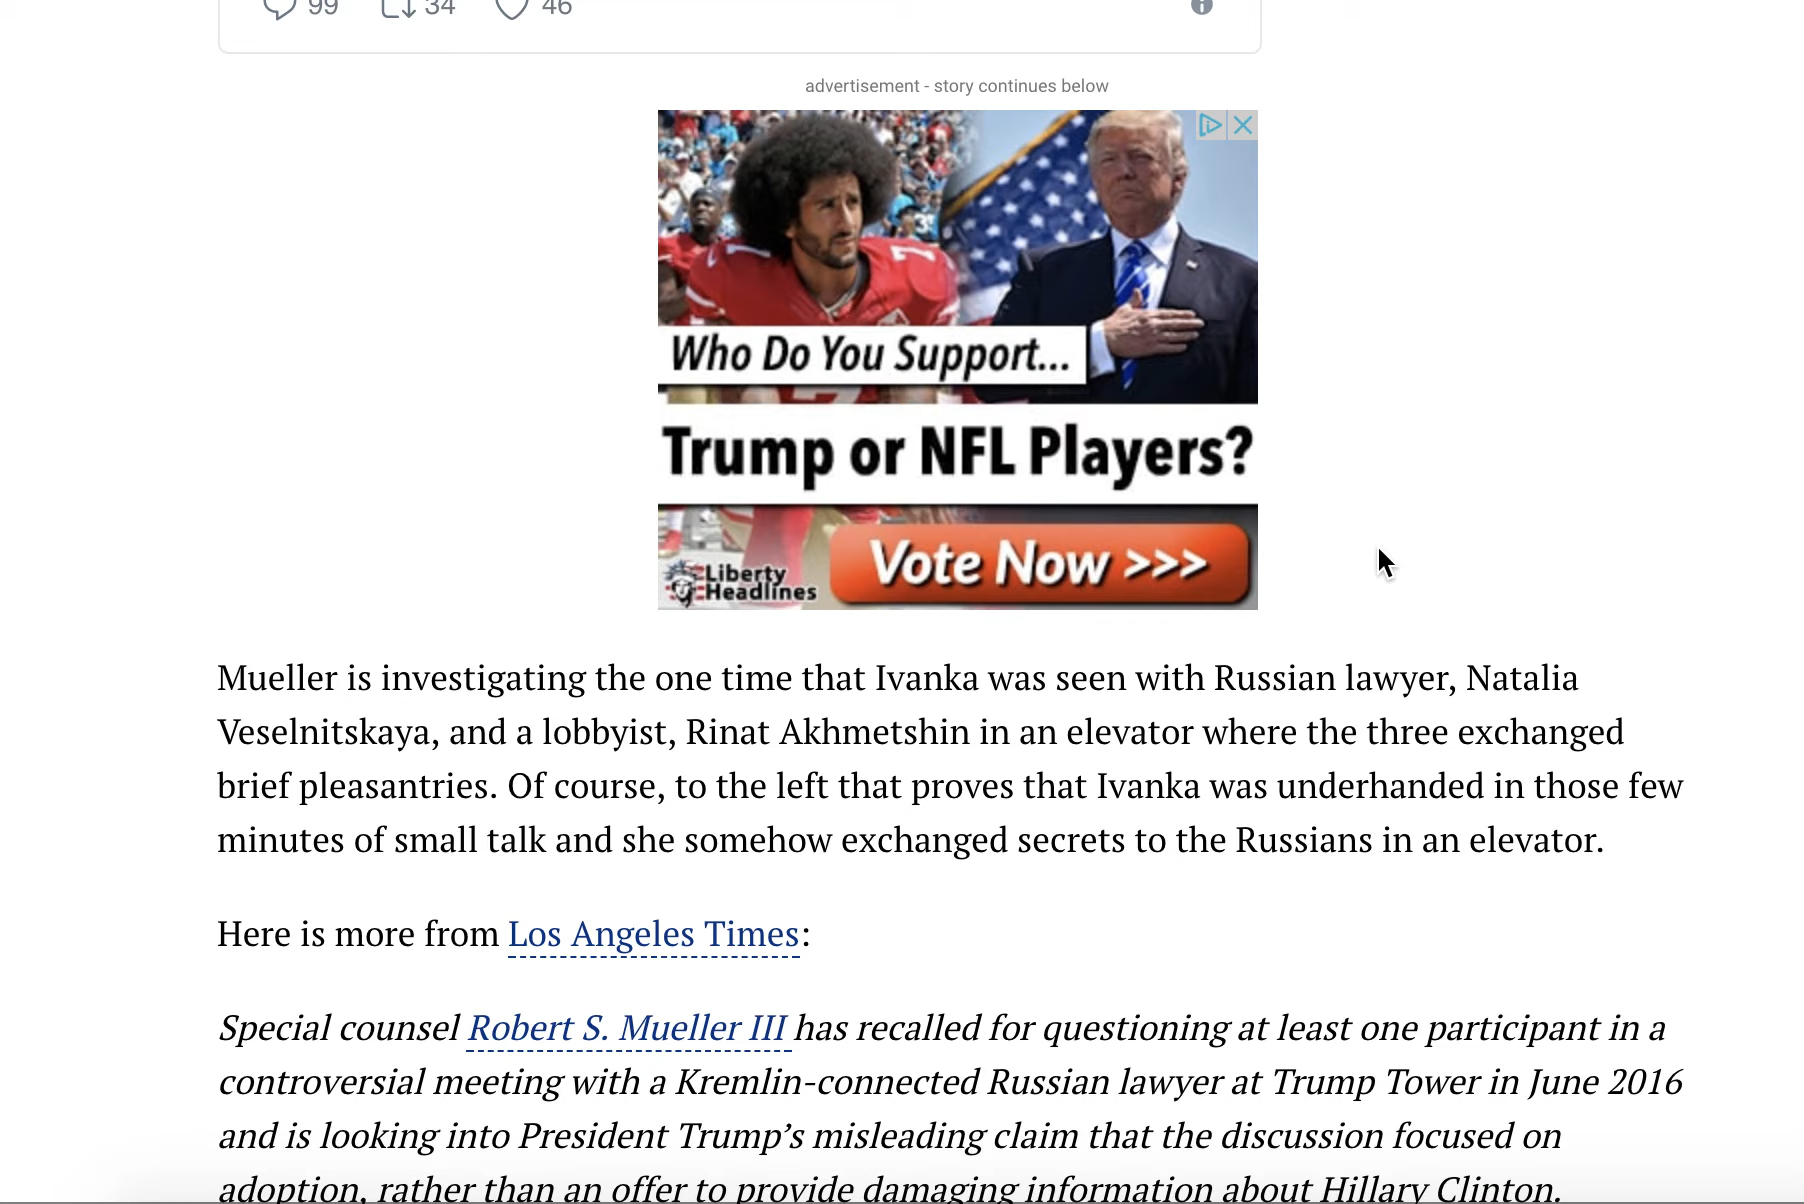 99 34 46
advertisement - story continues below
Who Do You Support...
Trump or NFL Players?
Vote Now >>>
Liberty
Headlines
Mueller is investigating the one time that Ivanka was seen with Russian lawyer, Natalia
Veselnitskaya, and a lobbyist, Rinat Akhmetshin in an elevator where the three exchanged
brief pleasantries. Of course, to the left that proves that Ivanka was underhanded in those few
minutes of small talk and she somehow exchanged secrets to the Russians in an elevator.
Here is more from Los Angeles Times:
Special counsel Robert S. Mueller III has recalled for questioning at least one participant in a
controversial meeting with a Kremlin-connected Russian lawyer at Trump Tower in June 2016
and is looking into President Trump’s misleading claim that the discussion focused on
adoption, rather than an offer to provide damaging information about Hillary Clinton.